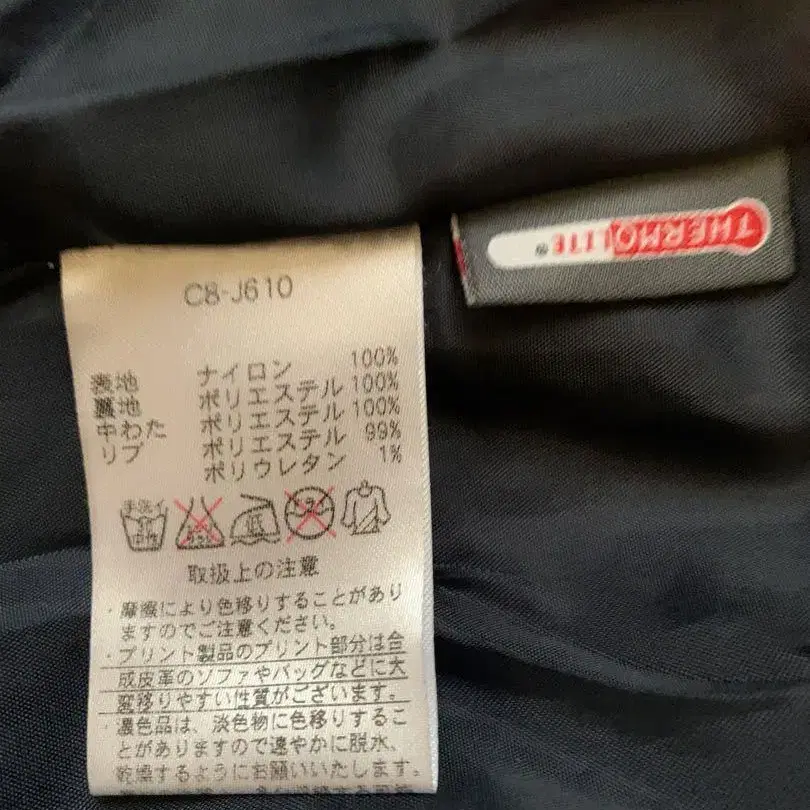 C8-J610
表地 ナイロン 100%
裏地 ポリエステル 100%
中わた ポリエステル 100%
リブ ポリエステル 99%
ポリウレタン 1%
手洗イ
中性
低
取扱上の注意
・摩擦により色移りすることがあり
ますのでご注意ください。
・プリント製品のプリント部分は合
成皮革のソファやバッグなどに大
変移りやすい性質がございます。
・濃色品は、淡色物に色移りするこ
とがありますので速やかに脱水、
乾燥するようにお願いいたします。
THERMOLITE®